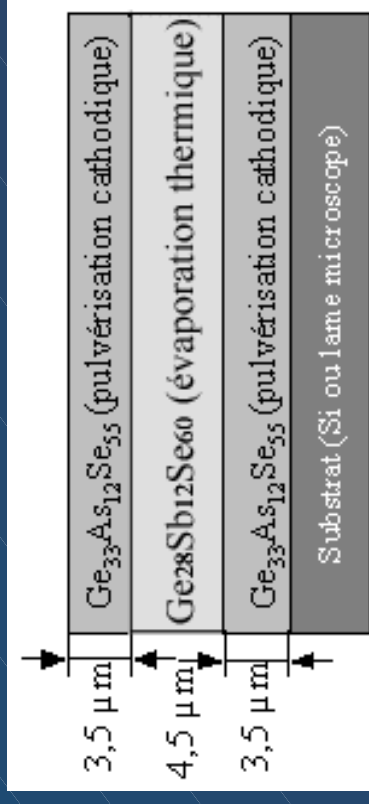 3,5 µm
Ge₃₃As₁₂Se₅₅ (pulvérisation cathodique)
4,5 µm
Ge₂₈Sb₁₂Se₆₀ (évaporation thermique)
3,5 µm
Ge₃₃As₁₂Se₅₅ (pulvérisation cathodique)
Substrat (Si ou lame microscope)